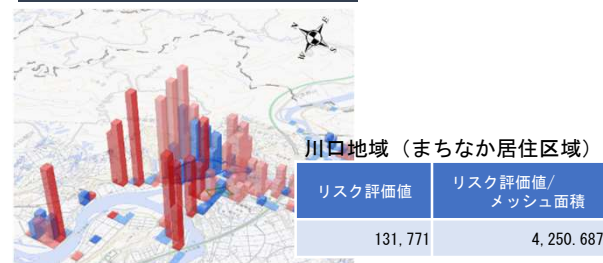 川口地域（まちなか居住区域）
リスク評価値
リスク評価値/
メッシュ面積
131,771
4,250.687